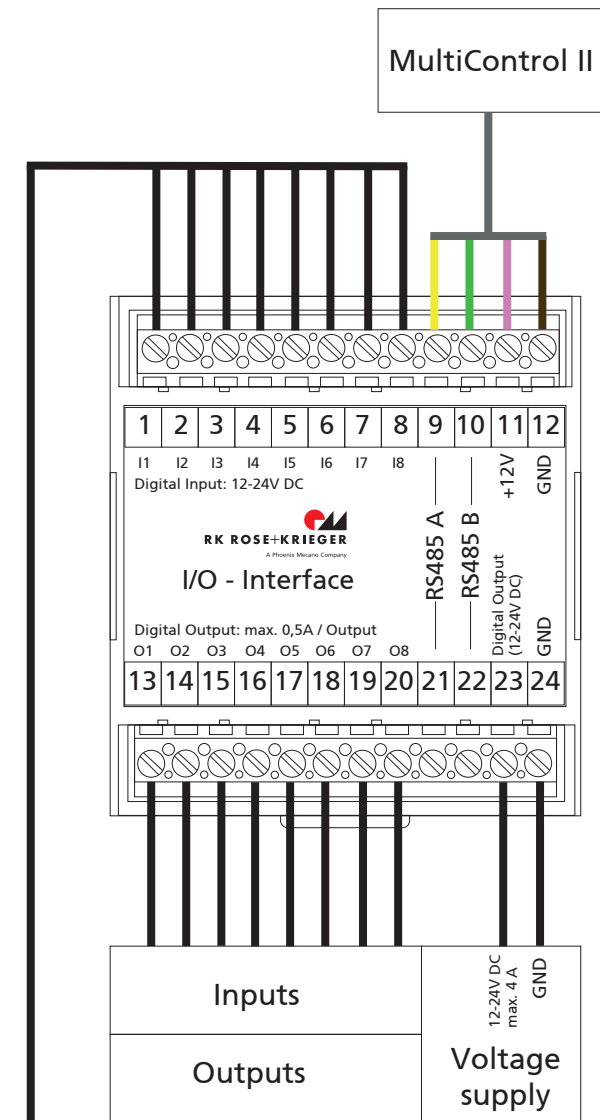 MultiControl II
1 2 3 4 5 6 7 8 9 10 11 12
I1 I2 I3 I4 I5 I6 I7 I8
Digital Input: 12-24V DC
RK ROSE+KRIEGER
A Phoenix Mecano Company
I/O - Interface
RS485 A
RS485 B
+12V
GND
Digital Output
(12-24V DC)
GND
Digital Output: max. 0,5A / Output
O1 O2 O3 O4 O5 O6 O7 O8
13 14 15 16 17 18 19 20 21 22 23 24
Inputs
Outputs
12-24V DC
max. 4 A
GND
Voltage
supply